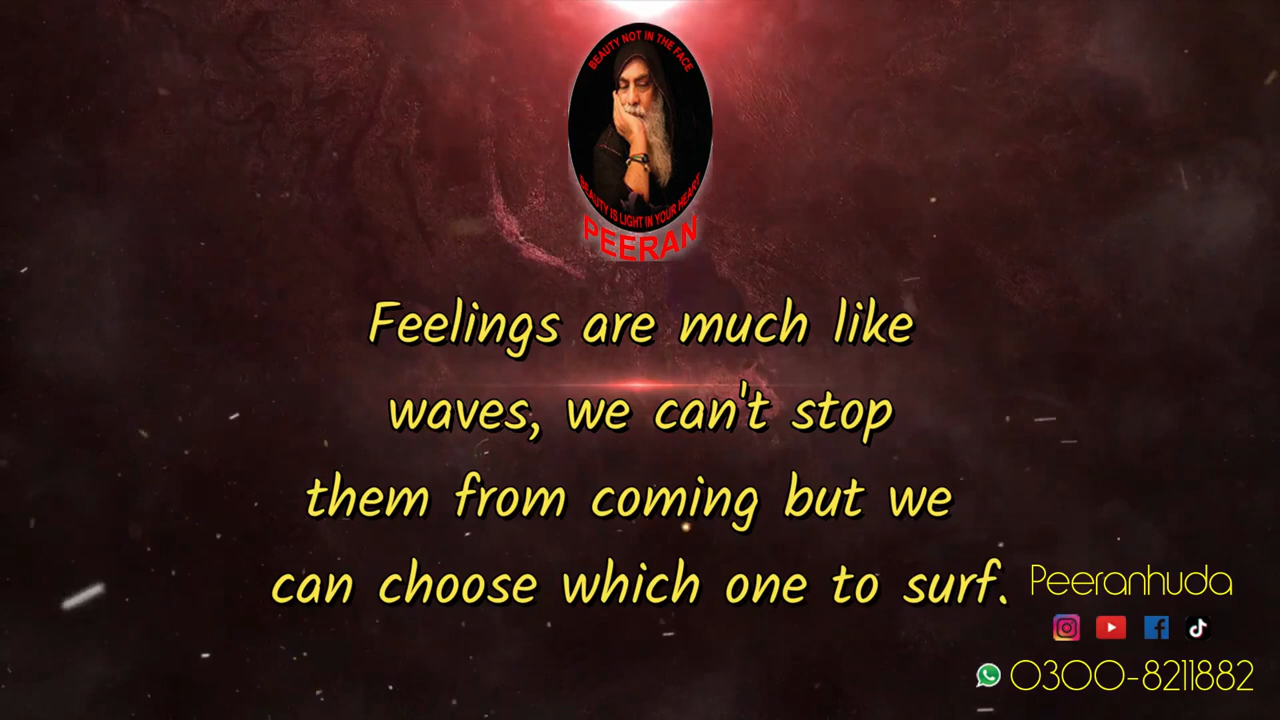 BEAUTY NOT IN THE FACE
BEAUTY IS LIGHT IN YOUR HEART
PEERAN
Feelings are much like
waves, we can't stop
them from coming but we
can choose which one to surf.
Peeranhuda
0300-8211882